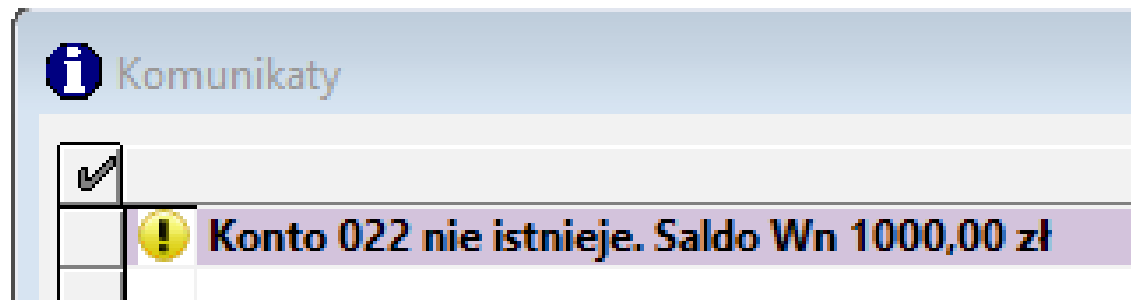 Komunikaty
Konto 022 nie istnieje. Saldo Wn 1000,00 zł